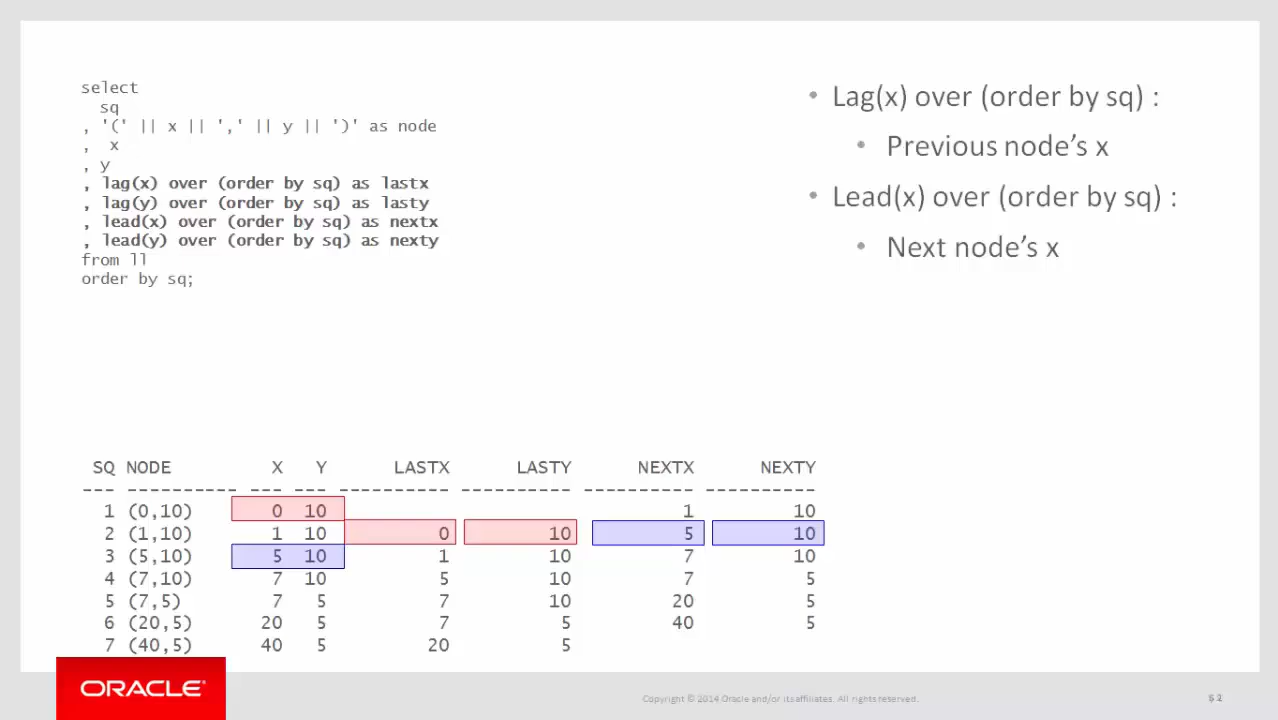 select
sq
, '(' || x || ',' || y || ')' as node
, x
, y
, lag(x) over (order by sq) as lastx
, lag(y) over (order by sq) as lasty
, lead(x) over (order by sq) as nextx
, lead(y) over (order by sq) as nexty
from ll
order by sq;
• Lag(x) over (order by sq) :
• Previous node’s x
• Lead(x) over (order by sq) :
• Next node’s x
SQ NODE X Y LASTX LASTY NEXTX NEXTY
--- ---------- --- --- ---------- ---------- ---------- ----------
1 (0,10) 0 10 1 10
2 (1,10) 1 10 0 10 5 10
3 (5,10) 5 10 1 10 7 10
4 (7,10) 7 10 5 10 7 5
5 (7,5) 7 5 7 10 20 5
6 (20,5) 20 5 7 5 40 5
7 (40,5) 40 5 20 5
ORACLE®
Copyright © 2014 Oracle and/or its affiliates. All rights reserved.
52